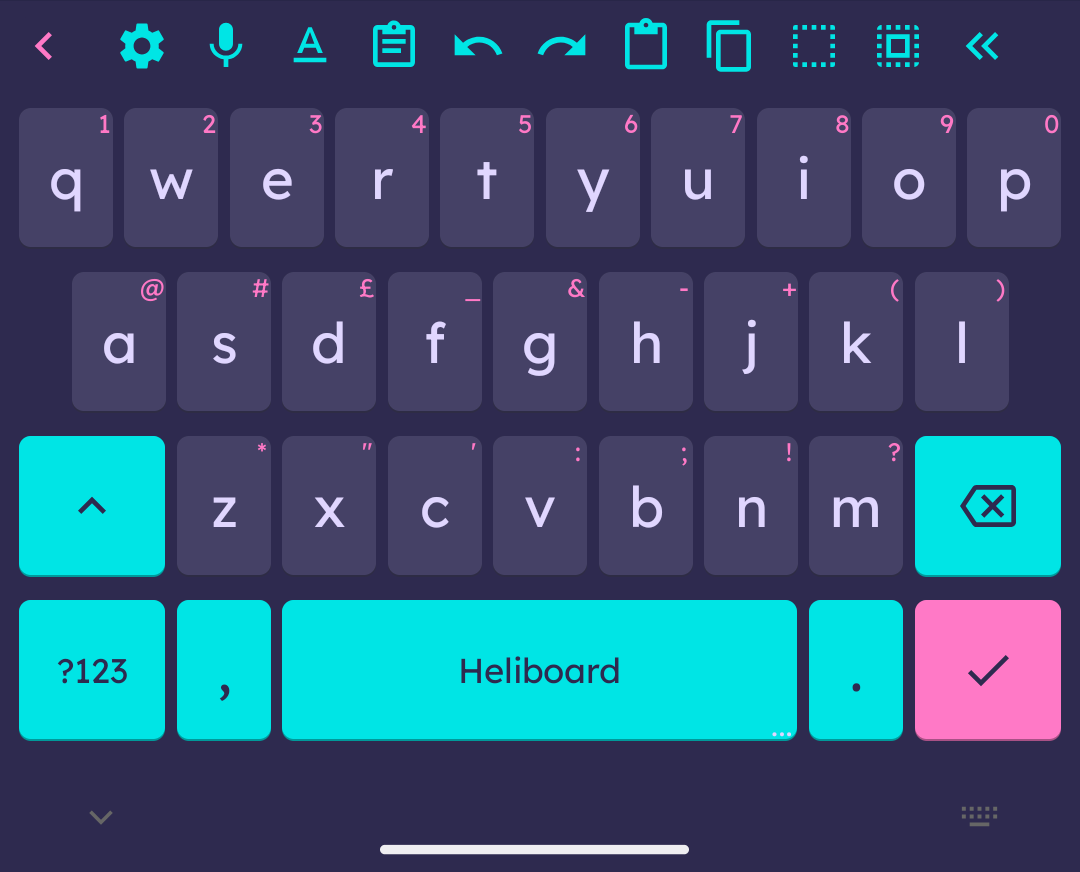 A
1 2 3 4 5 6 7 8 9 0
q w e r t y u i o p
@ # £ _ & - + ( )
a s d f g h j k l
* " ' : ; ! ?
z x c v b n m
?123 , Heliboard .
...